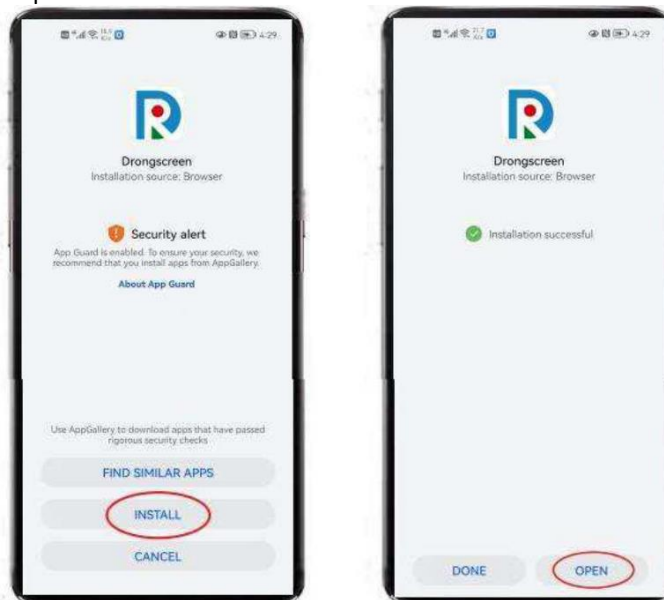 4:29
Drongscreen
Installation source: Browser
Security alert
App Guard is enabled. To ensure your security, we
recommend that you install apps from AppGallery.
About App Guard
Use AppGallery to download apps that have passed
rigorous security checks
FIND SIMILAR APPS
INSTALL
CANCEL
4:29
Drongscreen
Installation source: Browser
Installation successful
DONE
OPEN